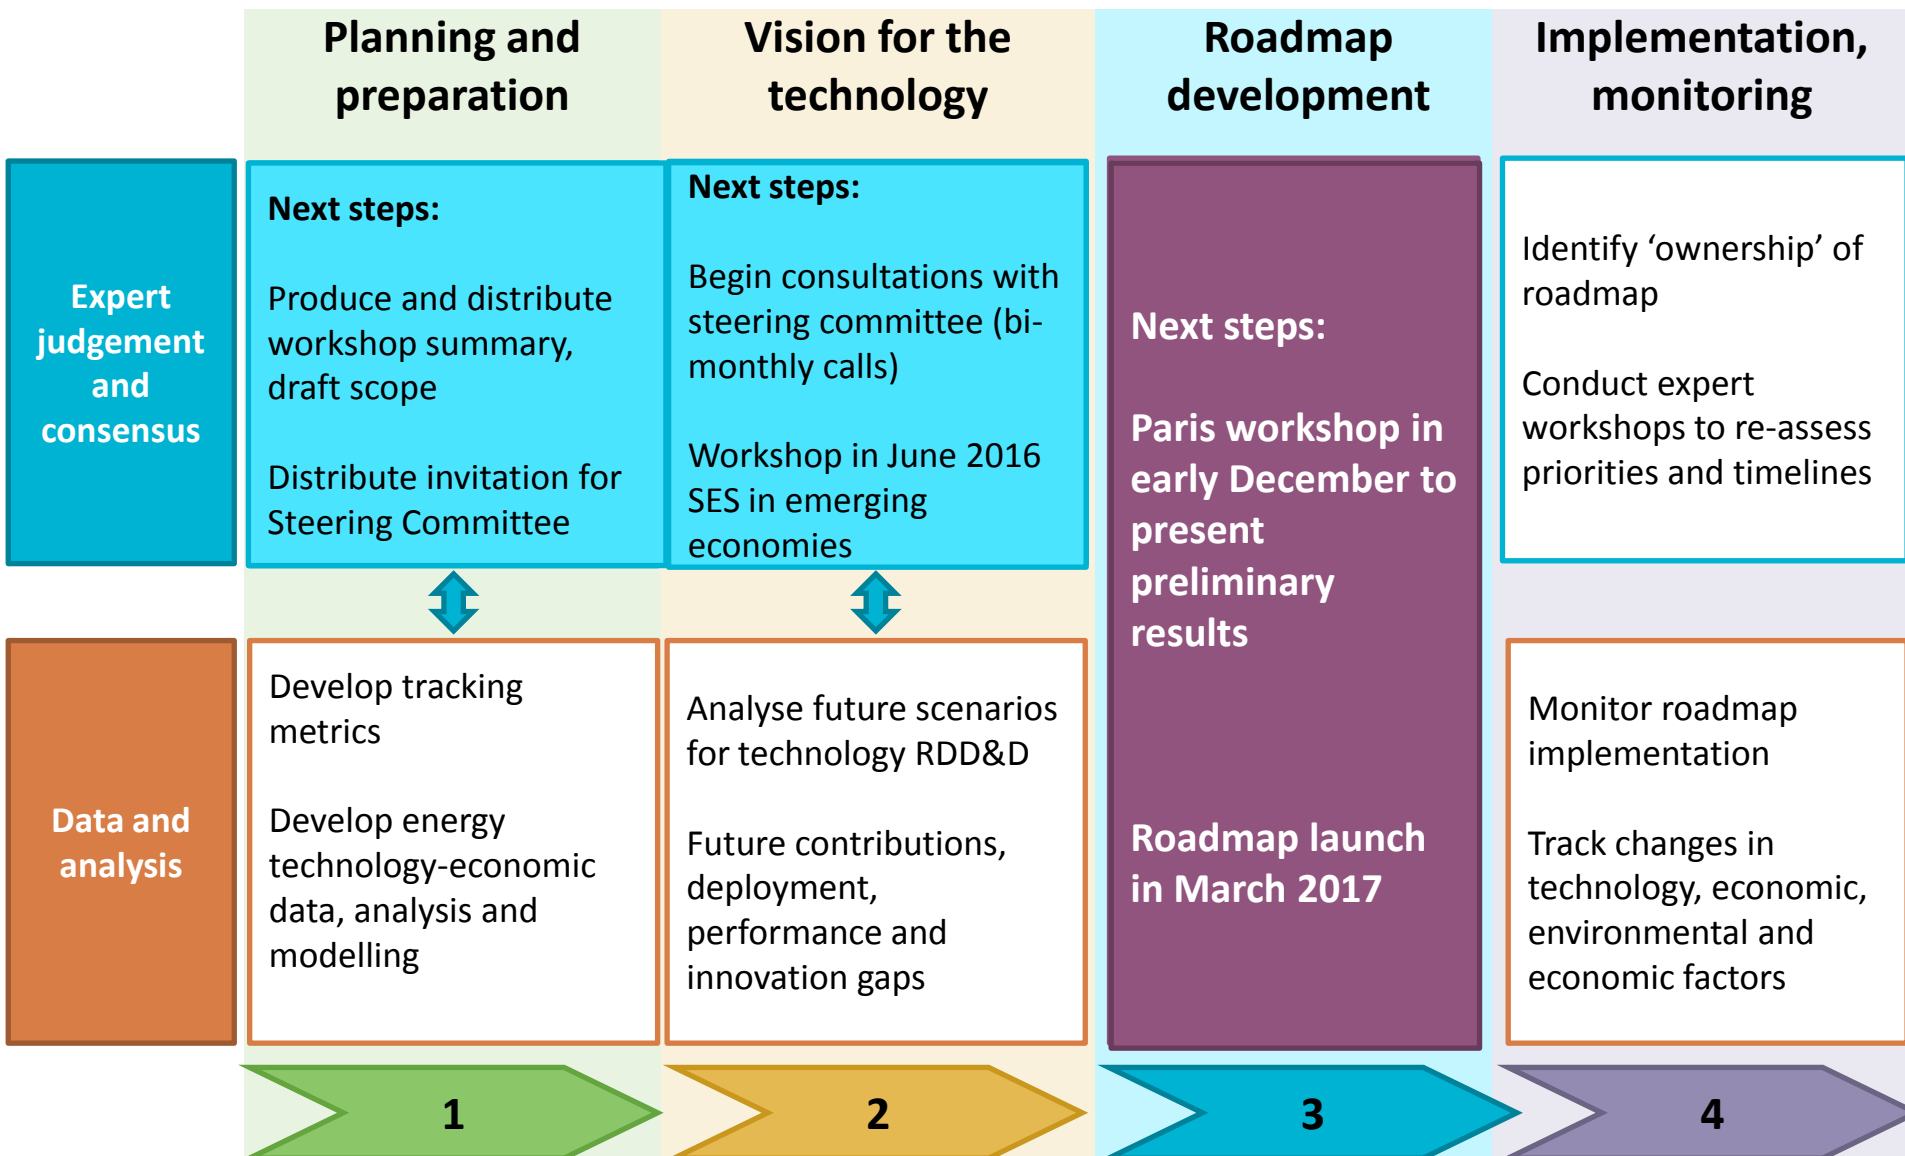 Planning and
preparation
Vision for the
technology
Roadmap
development
Implementation,
monitoring
Expert
judgement
and
consensus
Next steps:
Produce and distribute
workshop summary,
draft scope
Distribute invitation for
Steering Committee
Next steps:
Begin consultations with
steering committee (bi-
monthly calls)
Workshop in June 2016
SES in emerging
economies
Next steps:
Paris workshop in
early December to
present
preliminary
results
Roadmap launch
in March 2017
Identify ‘ownership’ of
roadmap
Conduct expert
workshops to re-assess
priorities and timelines
Data and
analysis
Develop tracking
metrics
Develop energy
technology-economic
data, analysis and
modelling
Analyse future scenarios
for technology RDD&D
Future contributions,
deployment,
performance and
innovation gaps
Monitor roadmap
implementation
Track changes in
technology, economic,
environmental and
economic factors
1
2
3
4